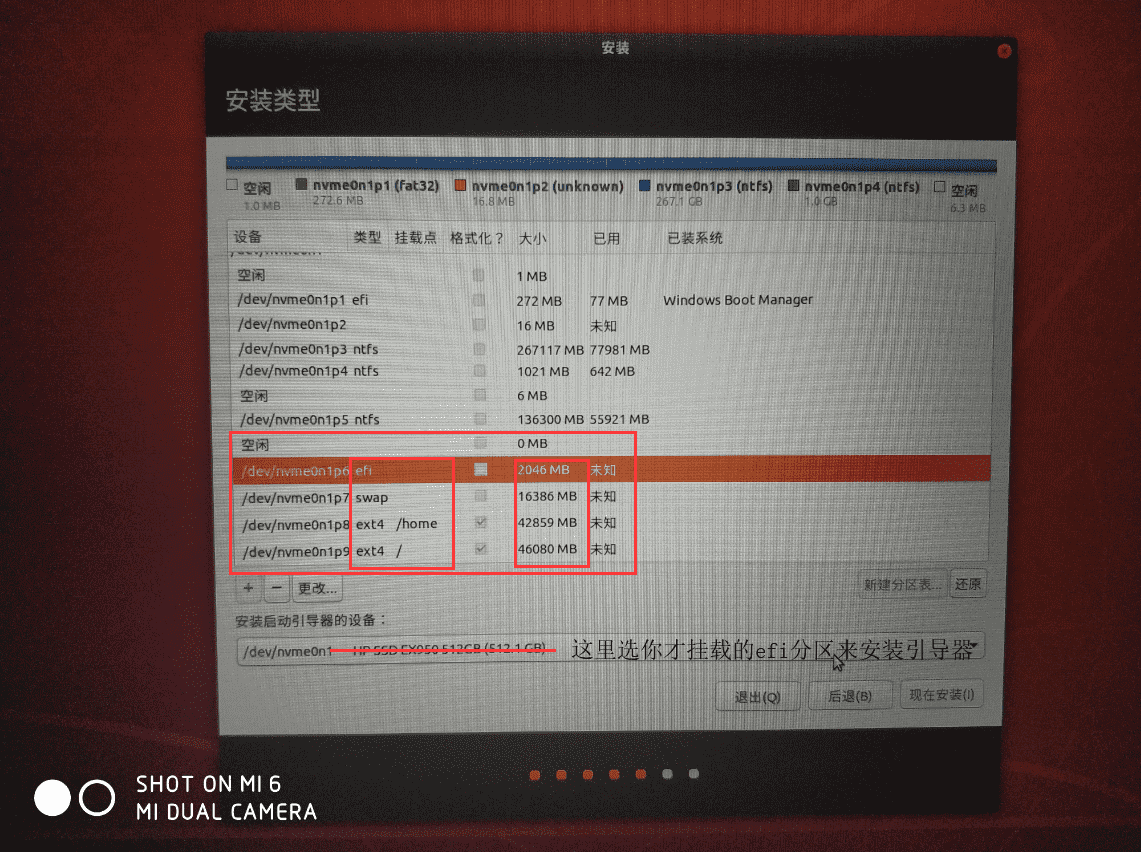 安装
安装类型
空闲 nvme0n1p1 (fat32) nvme0n1p2 (unknown) nvme0n1p3 (ntfs) nvme0n1p4 (ntfs) 空闲
1.0 MB 272.6 MB 16.8 MB 267.1 GB 1.0 GB 6.3 MB
设备 类型 挂载点 格式化？ 大小 已用 已装系统
空闲 1 MB
/dev/nvme0n1p1 efi 272 MB 77 MB Windows Boot Manager
/dev/nvme0n1p2 16 MB 未知
/dev/nvme0n1p3 ntfs 267117 MB 77981 MB
/dev/nvme0n1p4 ntfs 1021 MB 642 MB
空闲 6 MB
/dev/nvme0n1p5 ntfs 136300 MB 55921 MB
空闲 0 MB
/dev/nvme0n1p6 efi 2046 MB 未知
/dev/nvme0n1p7 swap 16386 MB 未知
/dev/nvme0n1p8 ext4 /home 42859 MB 未知
/dev/nvme0n1p9 ext4 / 46080 MB 未知
+ − 更改... 新建分区表... 还原
安装启动引导器的设备：
/dev/nvme0n1 HP SSD EX950 512GB (512.1 GB) 这里选你才挂载的efi分区来安装引导器
退出(Q) 后退(B) 现在安装(I)
SHOT ON MI 6
MI DUAL CAMERA